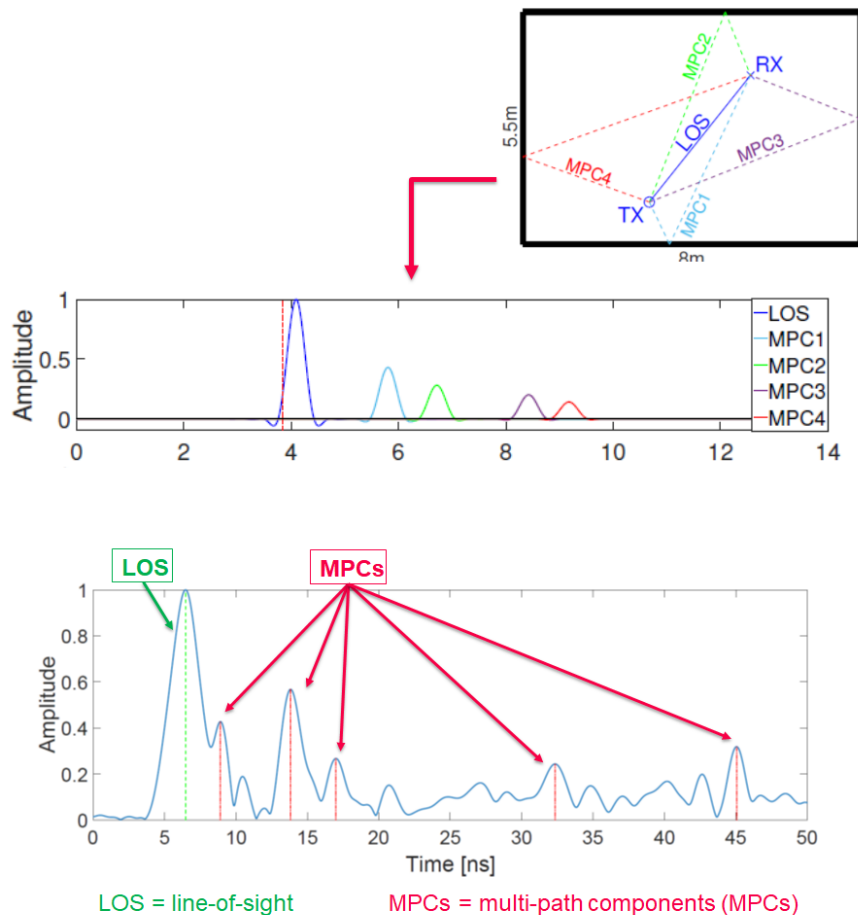 MPC2
RX
LOS
5.5m
MPC3
MPC4
TX
MPC1
8m
Amplitude
1
0.5
0
0 2 4 6 8 10 12 14
LOS
MPC1
MPC2
MPC3
MPC4
LOS
MPCs
Amplitude
1
0.8
0.6
0.4
0.2
0
0 5 10 15 20 25 30 35 40 45 50
Time [ns]
LOS = line-of-sight MPCs = multi-path components (MPCs)